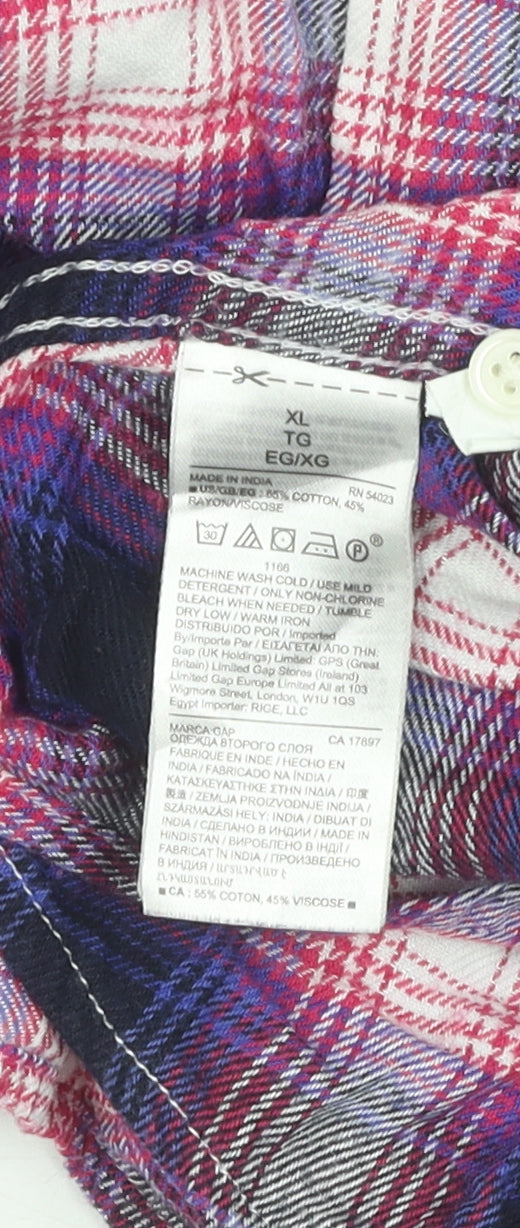 XL
TG
EG/XG
MADE IN INDIA RN 54023
■ US/GB/EG : 55% COTTON, 45%
RAYON/VISCOSE
30 P ®
1166
MACHINE WASH COLD / USE MILD
DETERGENT / ONLY NON-CHLORINE
BLEACH WHEN NEEDED / TUMBLE
DRY LOW / WARM IRON
DISTRIBUIDO POR / Imported
By/Importe Par / ΕΙΣΑΓΕΤΑΙ ΑΠΟ ΤΗΝ:
Gap (UK Holdings) Limited: GPS (Great
Britain) Limited Gap Stores (Ireland)
Limited Gap Europe Limited All at 103
Wigmore Street, London, W1U 1QS
Egypt Importer: RIGE, LLC
MARCA:GAP CA 17897
ОДЕЖДА ВТОРОГО СЛОЯ
FABRIQUE EN INDE / HECHO EN
INDIA / FABRICADO NA ÍNDIA /
ΚΑΤΑΣΚΕΥΑΣΤΗΚΕ ΣΤΗΝ ΙΝΔΙΑ / 印度
製造 / ZEMLJA PROIZVODNJE INDIJA /
SZÁRMAZÁSI HELY: INDIA / DIBUAT DI
INDIA / СДЕЛАНО В ИНДИИ / MADE IN
HINDISTAN / ВИРОБЛЕНО В ІНДІЇ /
FABRICAT ÎN INDIA / ПРОИЗВЕДЕНО
В ИНДИЯ /
■ CA : 55% COTON, 45% VISCOSE ■